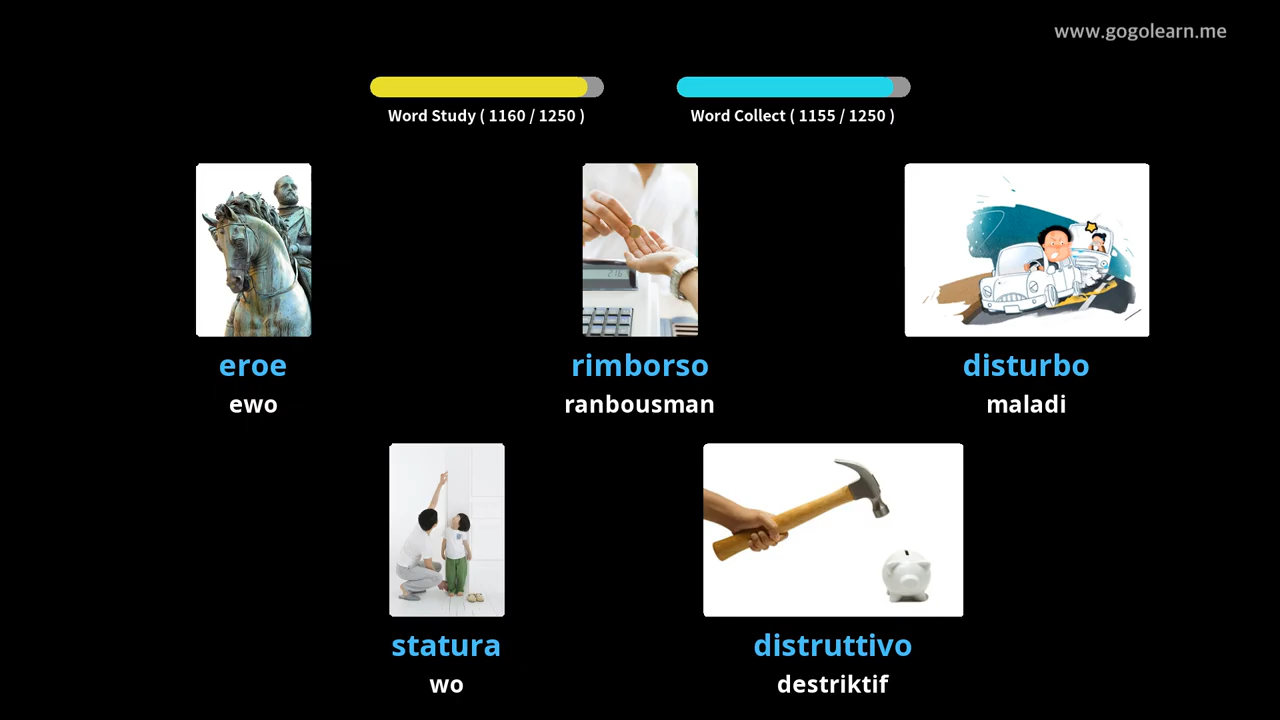 www.gogolearn.me
Word Study ( 1160 / 1250 )
Word Collect ( 1155 / 1250 )
eroe
ewo
rimborso
ranbousman
disturbo
maladi
statura
wo
distruttivo
destriktif